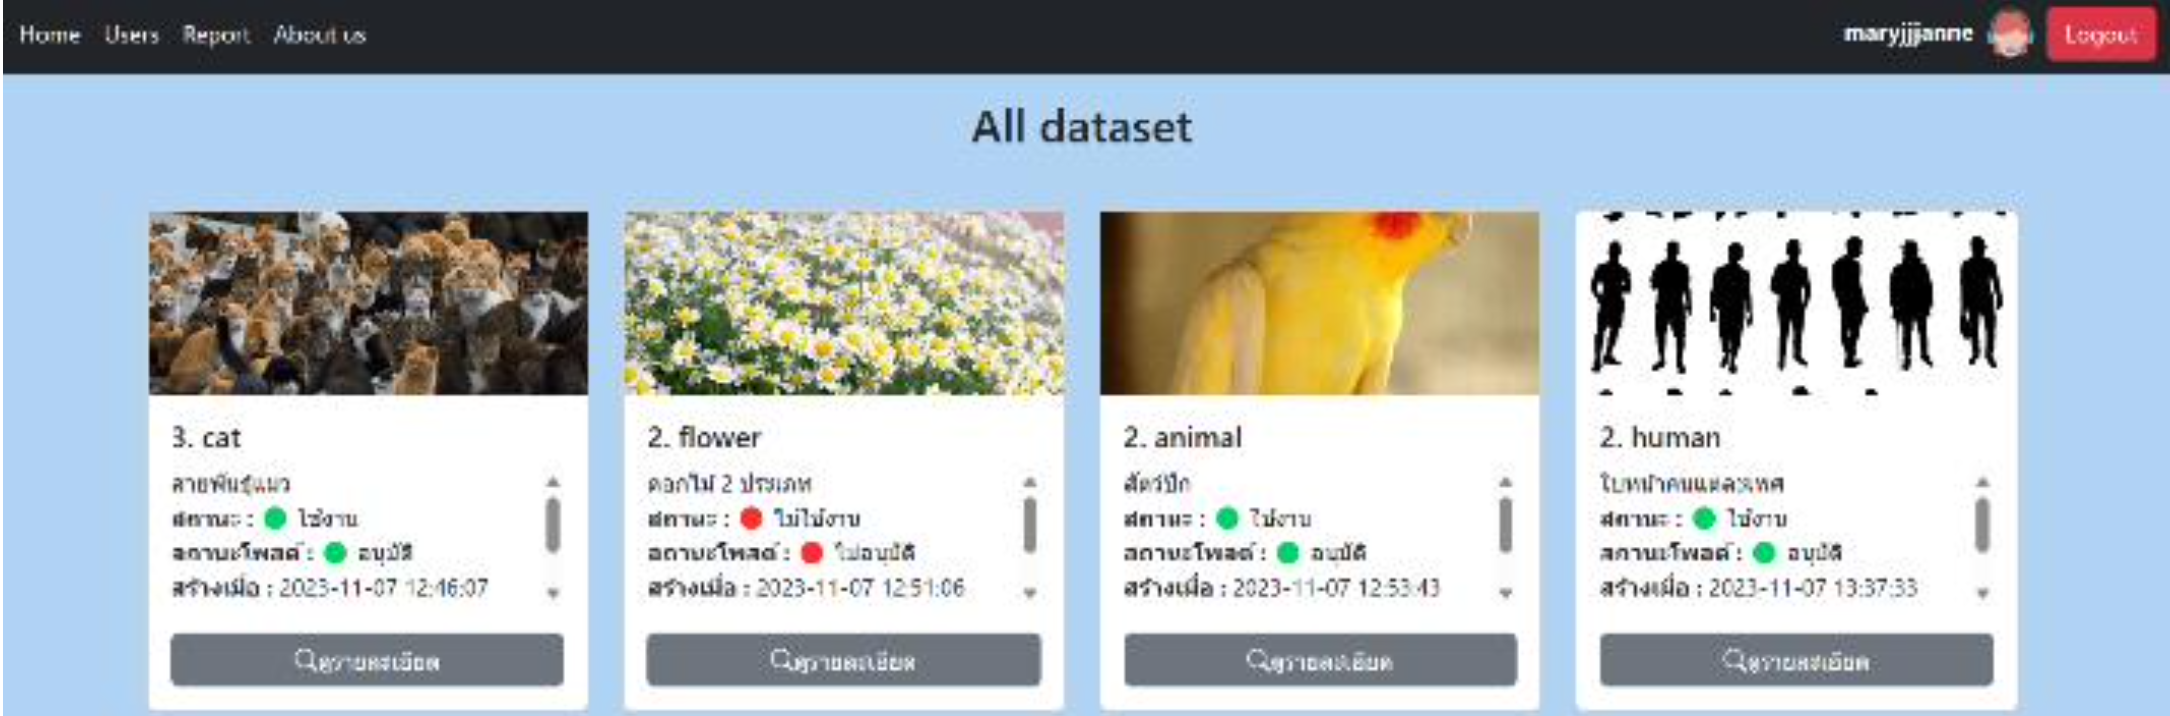 Home Users Report About us maryjjjanne Logout
All dataset
3. cat
สายพันธุ์แมว
สถานะ : ใช้งาน
สถานะโพสต์ : อนุมัติ
สร้างเมื่อ : 2023-11-07 12:46:07
ดูรายละเอียด
2. flower
ดอกไม้ 2 ประเภท
สถานะ : ไม่ใช้งาน
สถานะโพสต์ : ไม่อนุมัติ
สร้างเมื่อ : 2023-11-07 12:51:06
ดูรายละเอียด
2. animal
สัตว์ปีก
สถานะ : ใช้งาน
สถานะโพสต์ : อนุมัติ
สร้างเมื่อ : 2023-11-07 12:53:43
ดูรายละเอียด
2. human
ใบหน้าคนและเพศ
สถานะ : ใช้งาน
สถานะโพสต์ : อนุมัติ
สร้างเมื่อ : 2023-11-07 13:37:33
ดูรายละเอียด